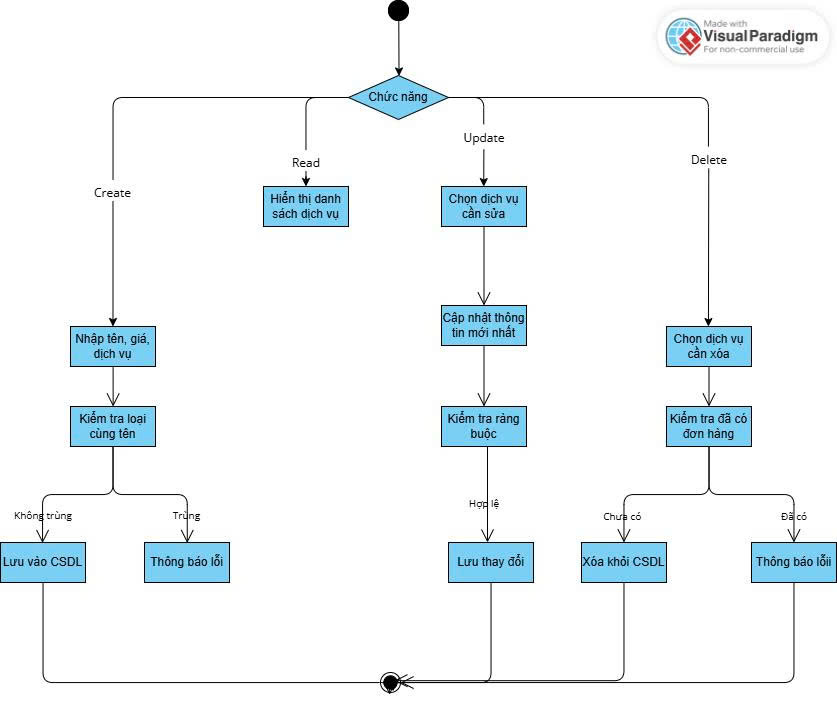 Made with
Visual Paradigm
For non-commercial use
Chức năng
Create
Read
Update
Delete
Hiển thị danh
sách dịch vụ
Chọn dịch vụ
cần sửa
Cập nhật thông
tin mới nhất
Nhập tên, giá,
dịch vụ
Chọn dịch vụ
cần xóa
Kiểm tra loại
cùng tên
Kiểm tra ràng
buộc
Kiểm tra đã có
đơn hàng
Không trùng
Trùng
Hợp lệ
Chưa có
Đã có
Lưu vào CSDL
Thông báo lỗi
Lưu thay đổi
Xóa khỏi CSDL
Thông báo lỗii